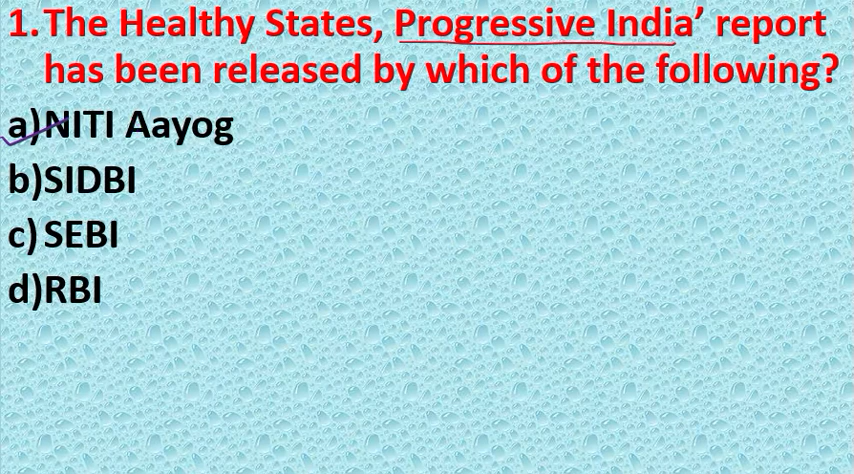 1. The Healthy States, Progressive India’ report
has been released by which of the following?
a) NITI Aayog
b) SIDBI
c) SEBI
d) RBI